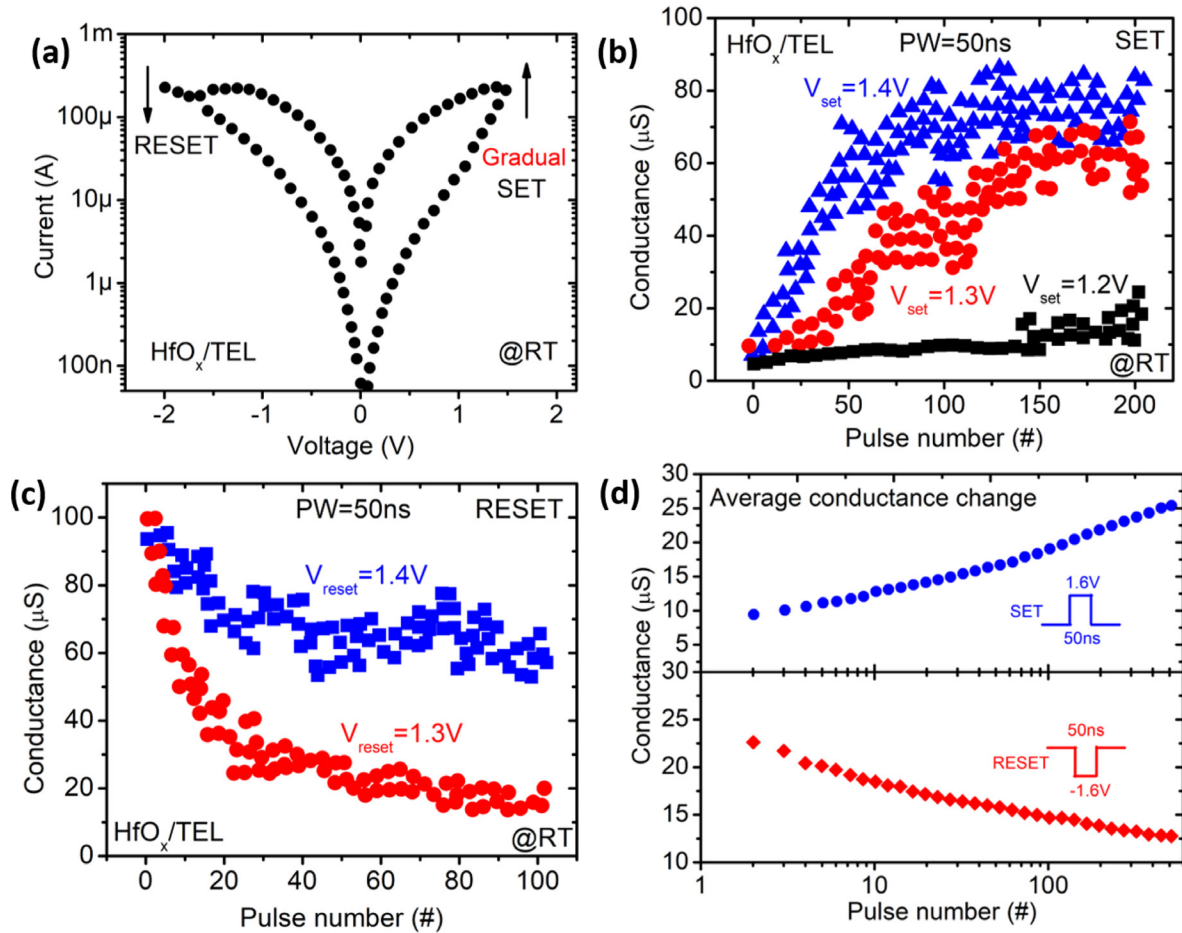 (a)
1m
100μ
10μ
1μ
100n
Current (A)
RESET
Gradual
SET
HfOx/TEL
@RT
-2 -1 0 1 2
Voltage (V)
(b)
HfOx/TEL PW=50ns SET
Vset=1.4V
Vset=1.3V
Vset=1.2V
@RT
100
80
60
40
20
0
Conductance (μS)
0 50 100 150 200
Pulse number (#)
(c)
PW=50ns RESET
Vreset=1.4V
Vreset=1.3V
HfOx/TEL @RT
100
80
60
40
20
0
Conductance (μS)
0 20 40 60 80 100
Pulse number (#)
(d)
Average conductance change
30
25
20
15
10
5
1.6V
SET
50ns
30
25
20
15
10
50ns
RESET
-1.6V
Conductance (μS)
1 10 100
Pulse number (#)